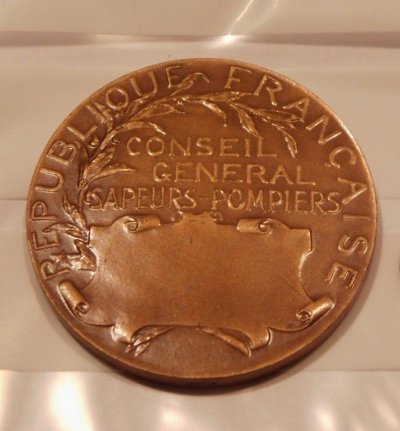 REPUBLIQUE FRANÇAISE
CONSEIL
GENERAL
SAPEURS-POMPIERS